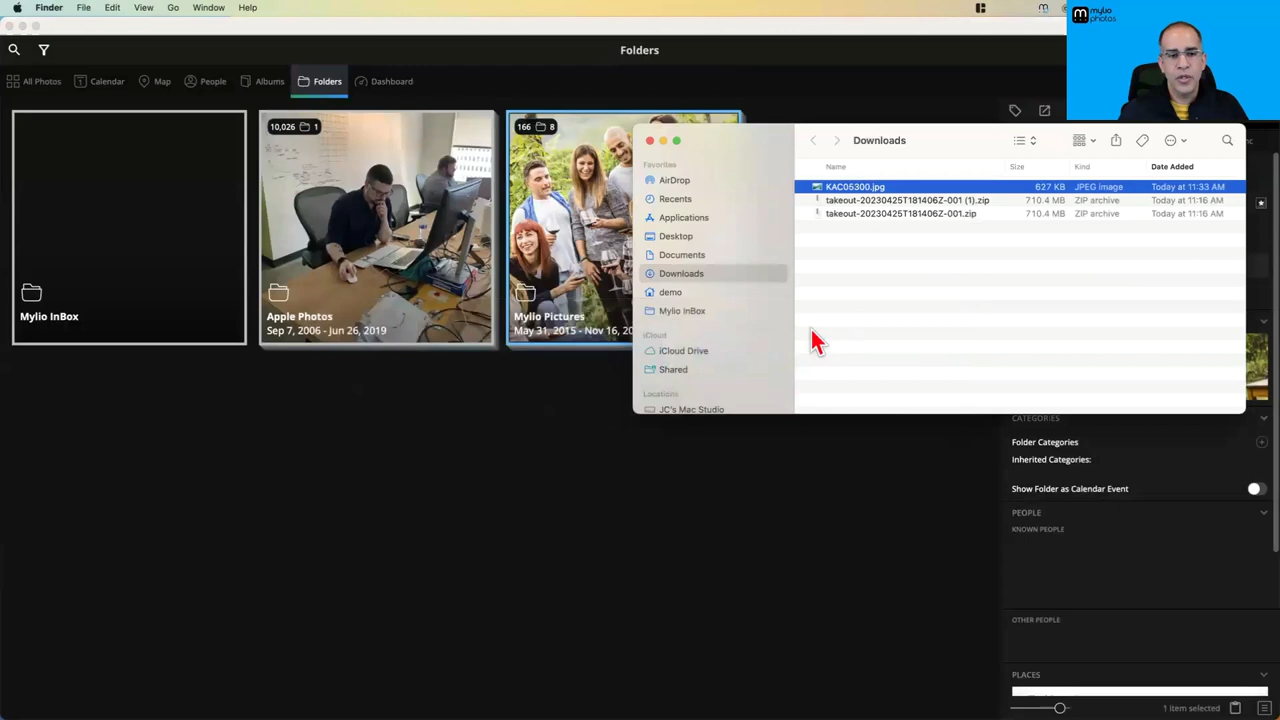 Finder File Edit View Go Window Help
mylio
photos
Folders
All Photos Calendar Map People Albums Folders Dashboard
10,026 1
166 8
Mylio InBox
Apple Photos
Sep 7, 2006 - Jun 26, 2019
Mylio Pictures
May 31, 2015 - Nov 16, 20
Downloads
Favorites
AirDrop
Recents
Applications
Desktop
Documents
Downloads
demo
Mylio InBox
iCloud
iCloud Drive
Shared
Locations
JC's Mac Studio
Name Size Kind Date Added
KAC05300.jpg 627 KB JPEG image Today at 11:33 AM
takeout-20230425T181406Z-001 (1).zip 710.4 MB ZIP archive Today at 11:16 AM
takeout-20230425T181406Z-001.zip 710.4 MB ZIP archive Today at 11:16 AM
CATEGORIES
Folder Categories
Inherited Categories:
Show Folder as Calendar Event
PEOPLE
KNOWN PEOPLE
OTHER PEOPLE
PLACES
1 item selected